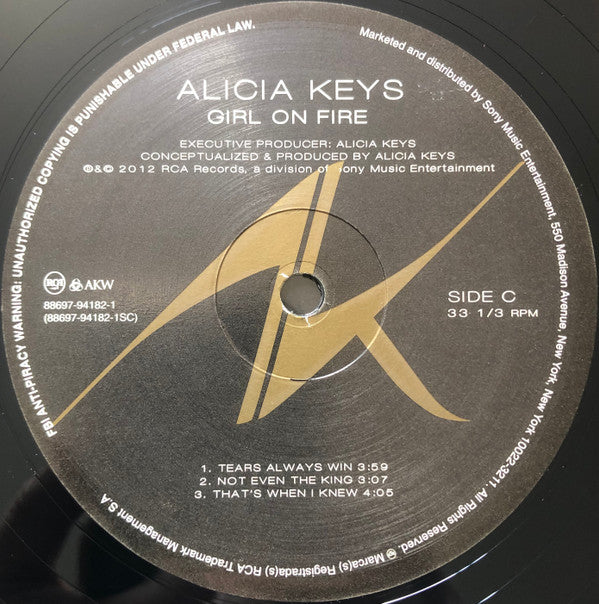 ALICIA KEYS
GIRL ON FIRE
EXECUTIVE PRODUCER: ALICIA KEYS
CONCEPTUALIZED & PRODUCED BY ALICIA KEYS
℗&© 2012 RCA Records, a division of Sony Music Entertainment
RCA AKW
88697-94182-1
(88697-94182-1SC)
SIDE C
33 1/3 RPM
1. TEARS ALWAYS WIN 3:59
2. NOT EVEN THE KING 3:07
3. THAT'S WHEN I KNEW 4:05
FBI ANTI-PIRACY WARNING: UNAUTHORIZED COPYING IS PUNISHABLE UNDER FEDERAL LAW.
Marketed and distributed by Sony Music Entertainment, 550 Madison Avenue, New York, New York 10022-3211. All Rights Reserved. ® Marca(s) Registrada(s) RCA Trademark Management S.A